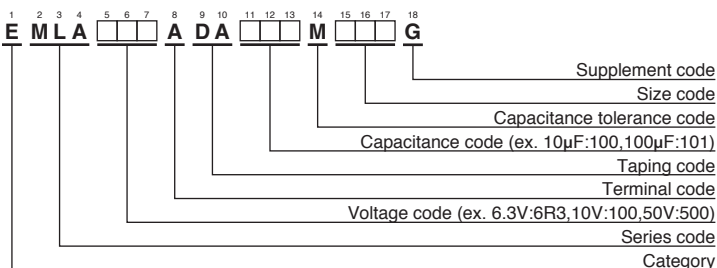 1 2 3 4 5 6 7 8 9 10 11 12 13 14 15 16 17 18
E MLA □□□ A DA □□□ M □□□ G
Supplement code
Size code
Capacitance tolerance code
Capacitance code (ex. 10μF:100,100μF:101)
Taping code
Terminal code
Voltage code (ex. 6.3V:6R3,10V:100,50V:500)
Series code
Category